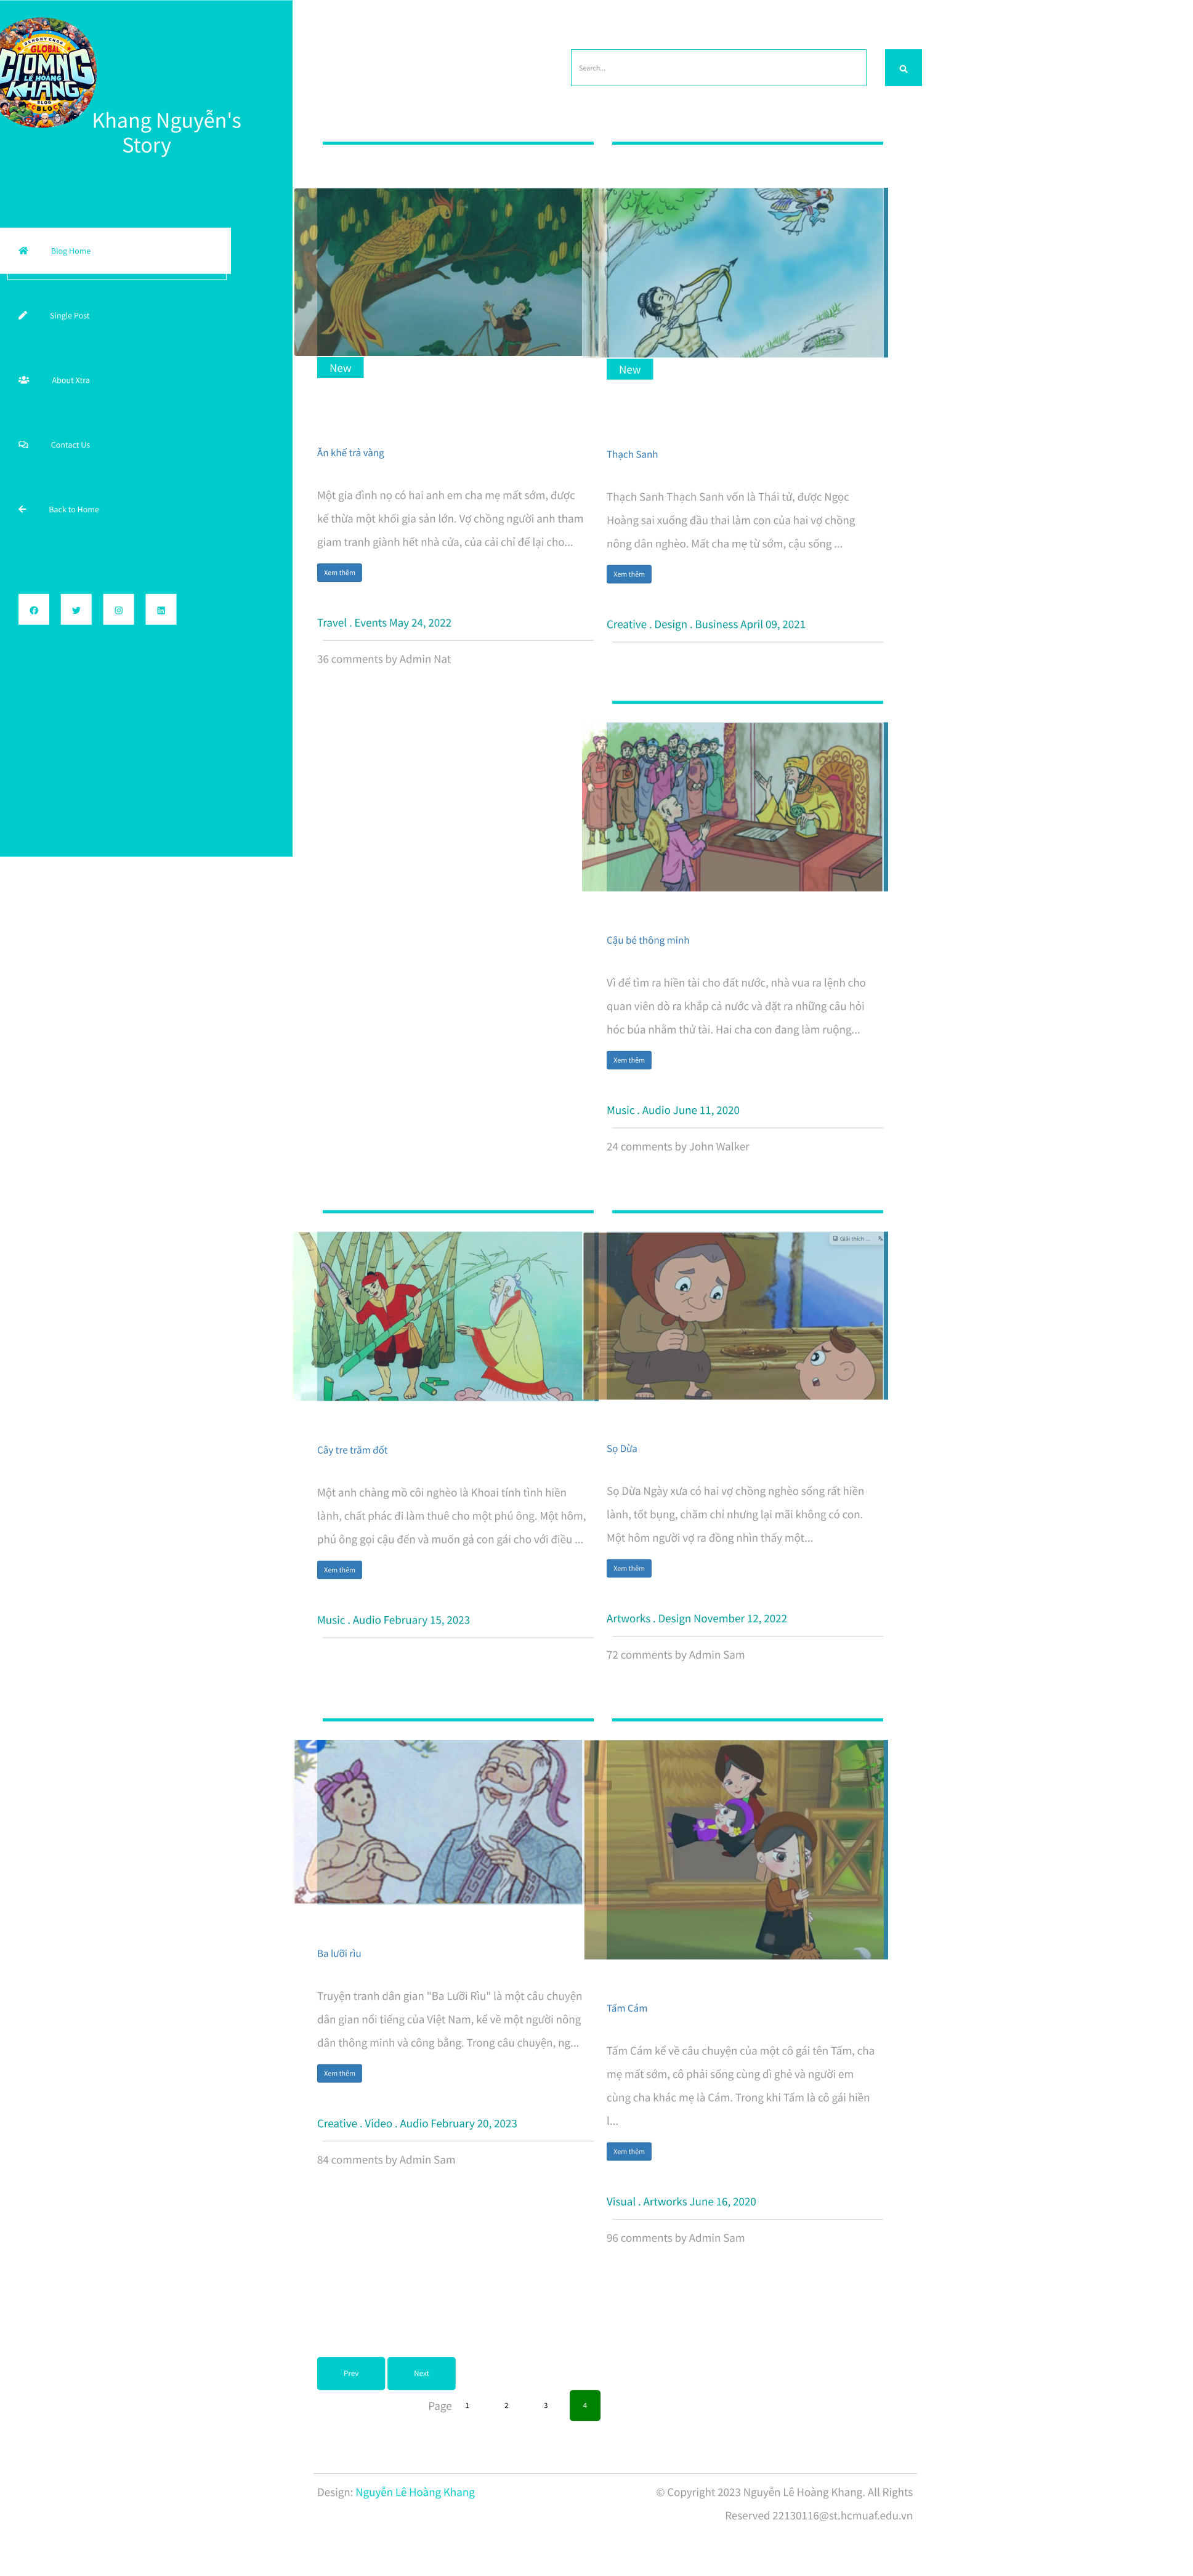 GLOBAL
CIOMNG
LÊ HOÀNG
KHANG
BLOG
Khang Nguyễn's
Story
Blog Home
Single Post
About Xtra
Contact Us
Back to Home
Search...
New
Ăn khế trả vàng
Một gia đình nọ có hai anh em cha mẹ mất sớm, được
kế thừa một khối gia sản lớn. Vợ chồng người anh tham
giam tranh giành hết nhà cửa, của cải chỉ để lại cho...
Xem thêm
Travel . Events May 24, 2022
36 comments by Admin Nat
New
Thạch Sanh
Thạch Sanh Thạch Sanh vốn là Thái tử, được Ngọc
Hoàng sai xuống đầu thai làm con của hai vợ chồng
nông dân nghèo. Mất cha mẹ từ sớm, cậu sống ...
Xem thêm
Creative . Design . Business April 09, 2021
Cậu bé thông minh
Vì để tìm ra hiền tài cho đất nước, nhà vua ra lệnh cho
quan viên dò ra khắp cả nước và đặt ra những câu hỏi
hóc búa nhằm thử tài. Hai cha con đang làm ruộng...
Xem thêm
Music . Audio June 11, 2020
24 comments by John Walker
Cây tre trăm đốt
Một anh chàng mồ côi nghèo là Khoai tính tình hiền
lành, chất phác đi làm thuê cho một phú ông. Một hôm,
phú ông gọi cậu đến và muốn gả con gái cho với điều ...
Xem thêm
Music . Audio February 15, 2023
Giải thích ...
Sọ Dừa
Sọ Dừa Ngày xưa có hai vợ chồng nghèo sống rất hiền
lành, tốt bụng, chăm chỉ nhưng lại mãi không có con.
Một hôm người vợ ra đồng nhìn thấy một...
Xem thêm
Artworks . Design November 12, 2022
72 comments by Admin Sam
2
Ba lưỡi rìu
Truyện tranh dân gian "Ba Lưỡi Rìu" là một câu chuyện
dân gian nổi tiếng của Việt Nam, kể về một người nông
dân thông minh và công bằng. Trong câu chuyện, ng...
Xem thêm
Creative . Video . Audio February 20, 2023
84 comments by Admin Sam
Tấm Cám
Tấm Cám kể về câu chuyện của một cô gái tên Tấm, cha
mẹ mất sớm, cô phải sống cùng dì ghẻ và người em
cùng cha khác mẹ là Cám. Trong khi Tấm là cô gái hiền
l...
Xem thêm
Visual . Artworks June 16, 2020
96 comments by Admin Sam
Prev Next
Page 1 2 3 4
Design: Nguyễn Lê Hoàng Khang
© Copyright 2023 Nguyễn Lê Hoàng Khang. All Rights
Reserved 22130116@st.hcmuaf.edu.vn